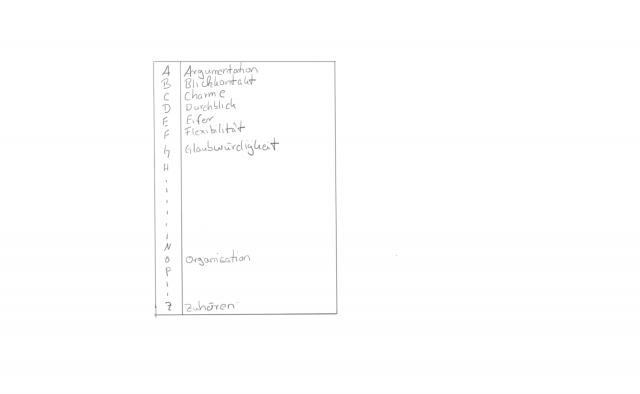 A Argumentation
B Blickkontakt
C Charme
D Durchblick
E Eifer
F Flexibilität
G Glaubwürdigkeit
H
N
O Organisation
P
Z Zuhören